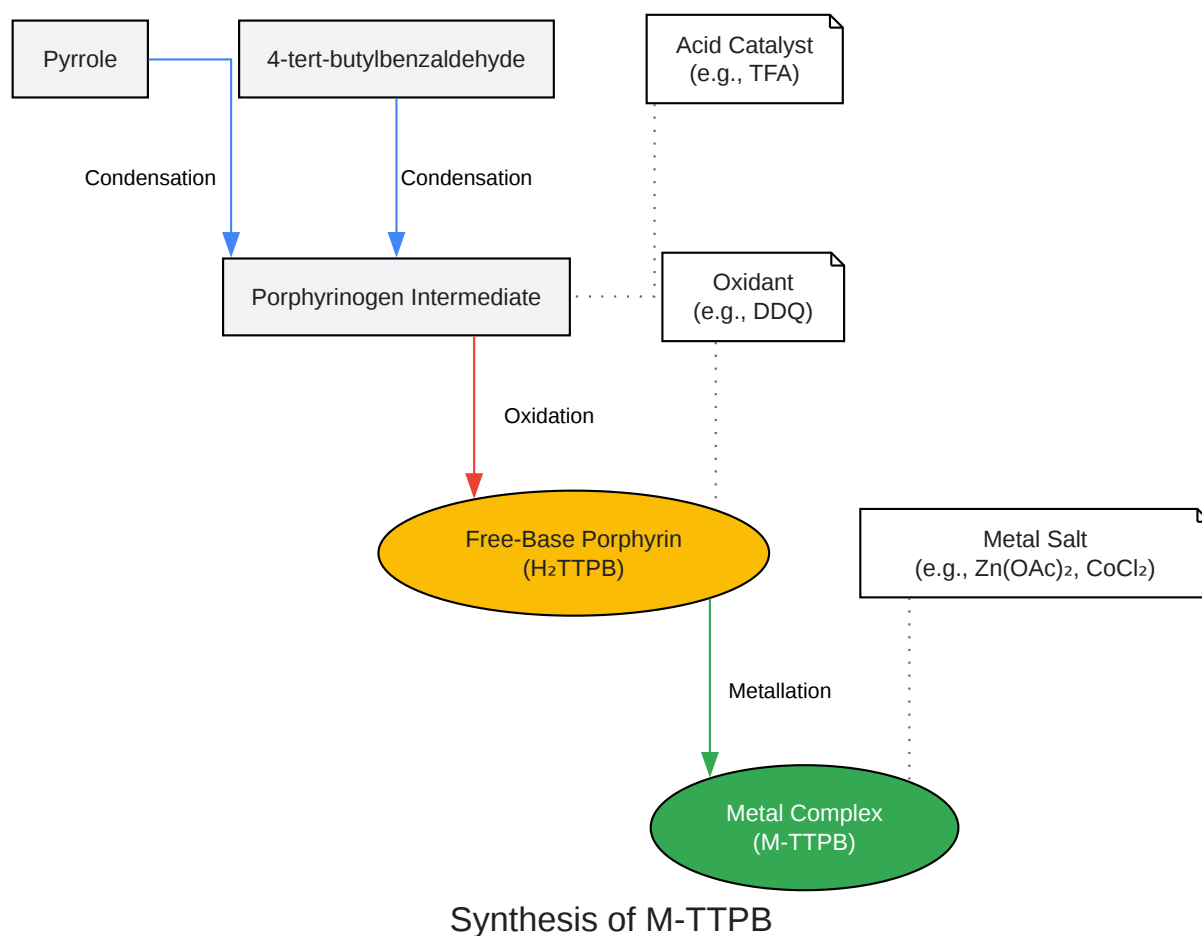 Pyrrole
4-tert-butylbenzaldehyde
Acid Catalyst
(e.g., TFA)
Condensation
Condensation
Porphyrinogen Intermediate
Oxidant
(e.g., DDQ)
Oxidation
Free-Base Porphyrin
(H₂TTPB)
Metal Salt
(e.g., Zn(OAc)₂, CoCl₂)
Metallation
Metal Complex
(M-TTPB)
Synthesis of M-TTPB